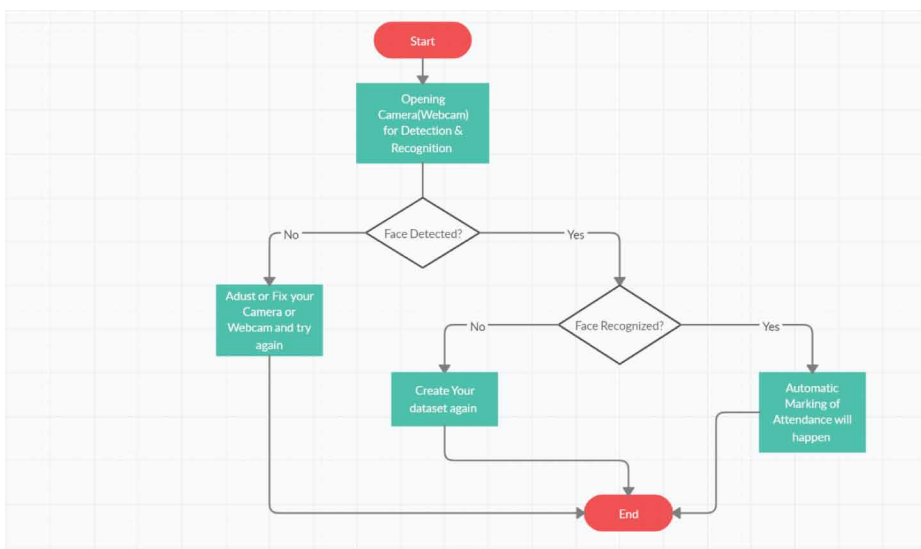 Start
Opening
Camera(Webcam)
for Detection &
Recognition
Face Detected?
No
Yes
Adust or Fix your
Camera or
Webcam and try
again
Face Recognized?
No
Yes
Create Your
dataset again
Automatic
Marking of
Attendance will
happen
End